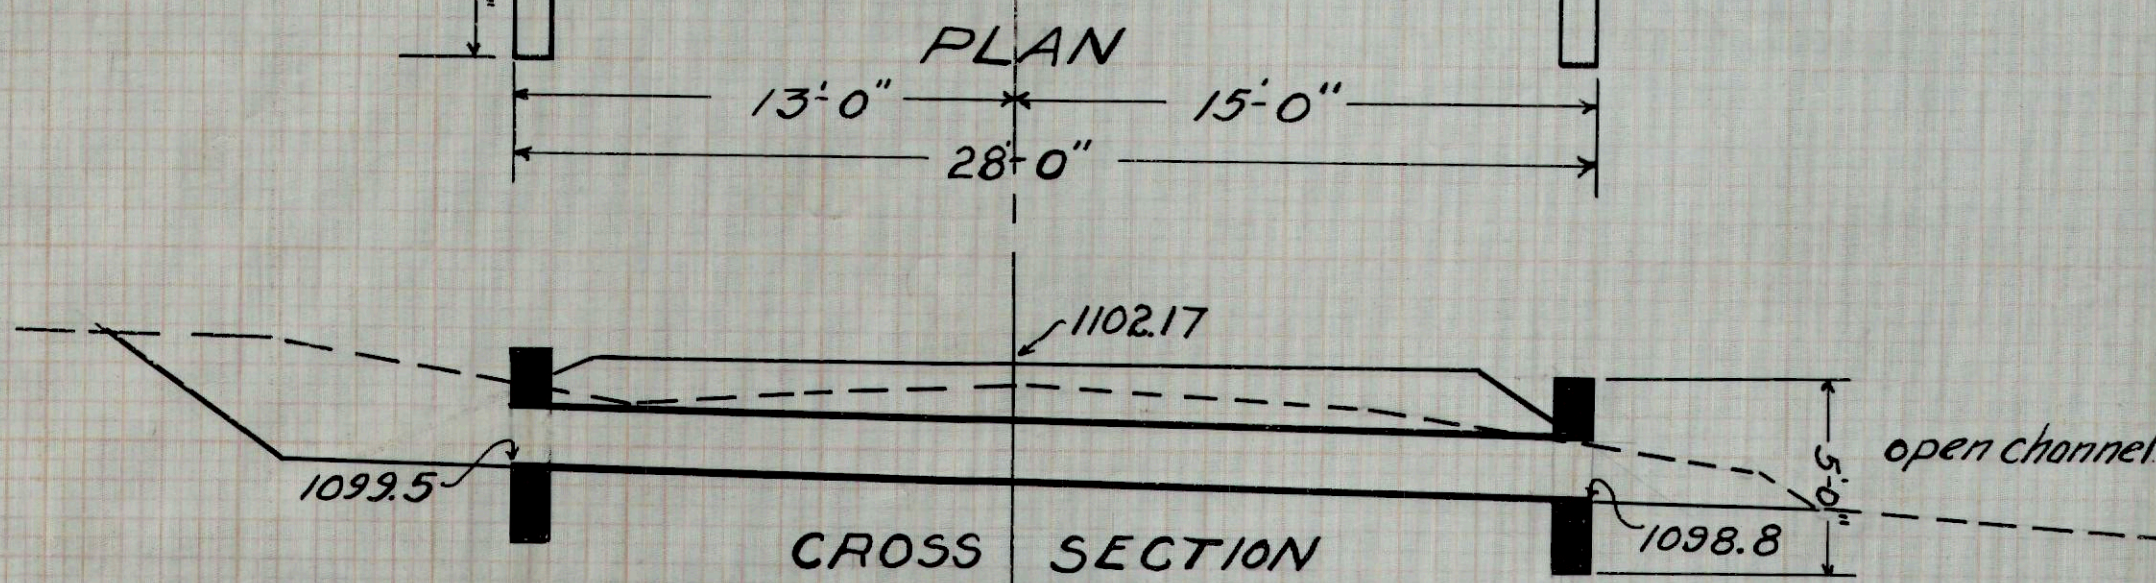 PLAN
13'-0" 15'-0"
28'-0"
1102.17
1099.5
5'-0"
open channel
1098.8
CROSS SECTION